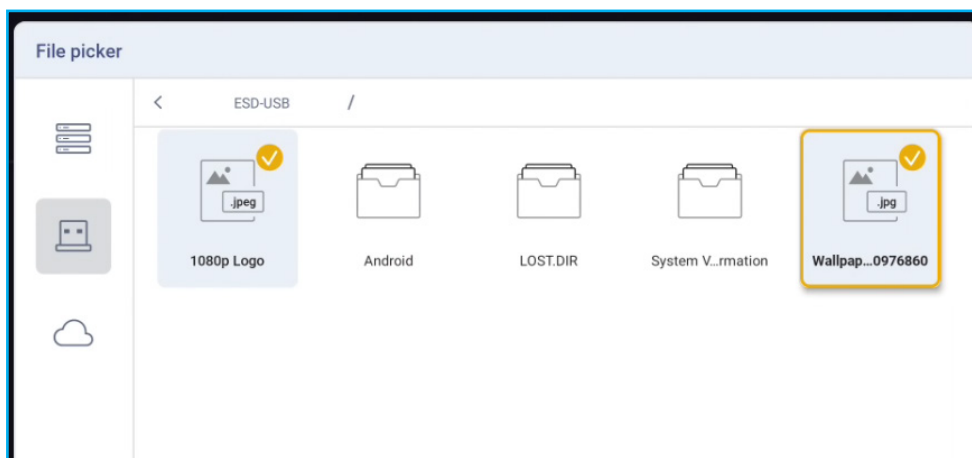 File picker
ESD-USB /
.jpeg
.jpg
1080p Logo
Android
LOST.DIR
System V...rmation
Wallpap...0976860